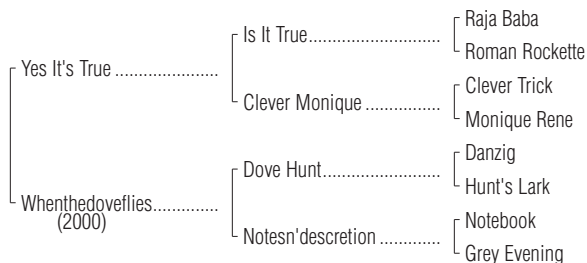 Raja Baba
Is It True
Roman Rockette
Yes It's True
Clever Trick
Clever Monique
Monique Rene
Danzig
Dove Hunt
Hunt's Lark
Whenthedoveflies
(2000)
Notebook
Notesn'descretion
Grey Evening